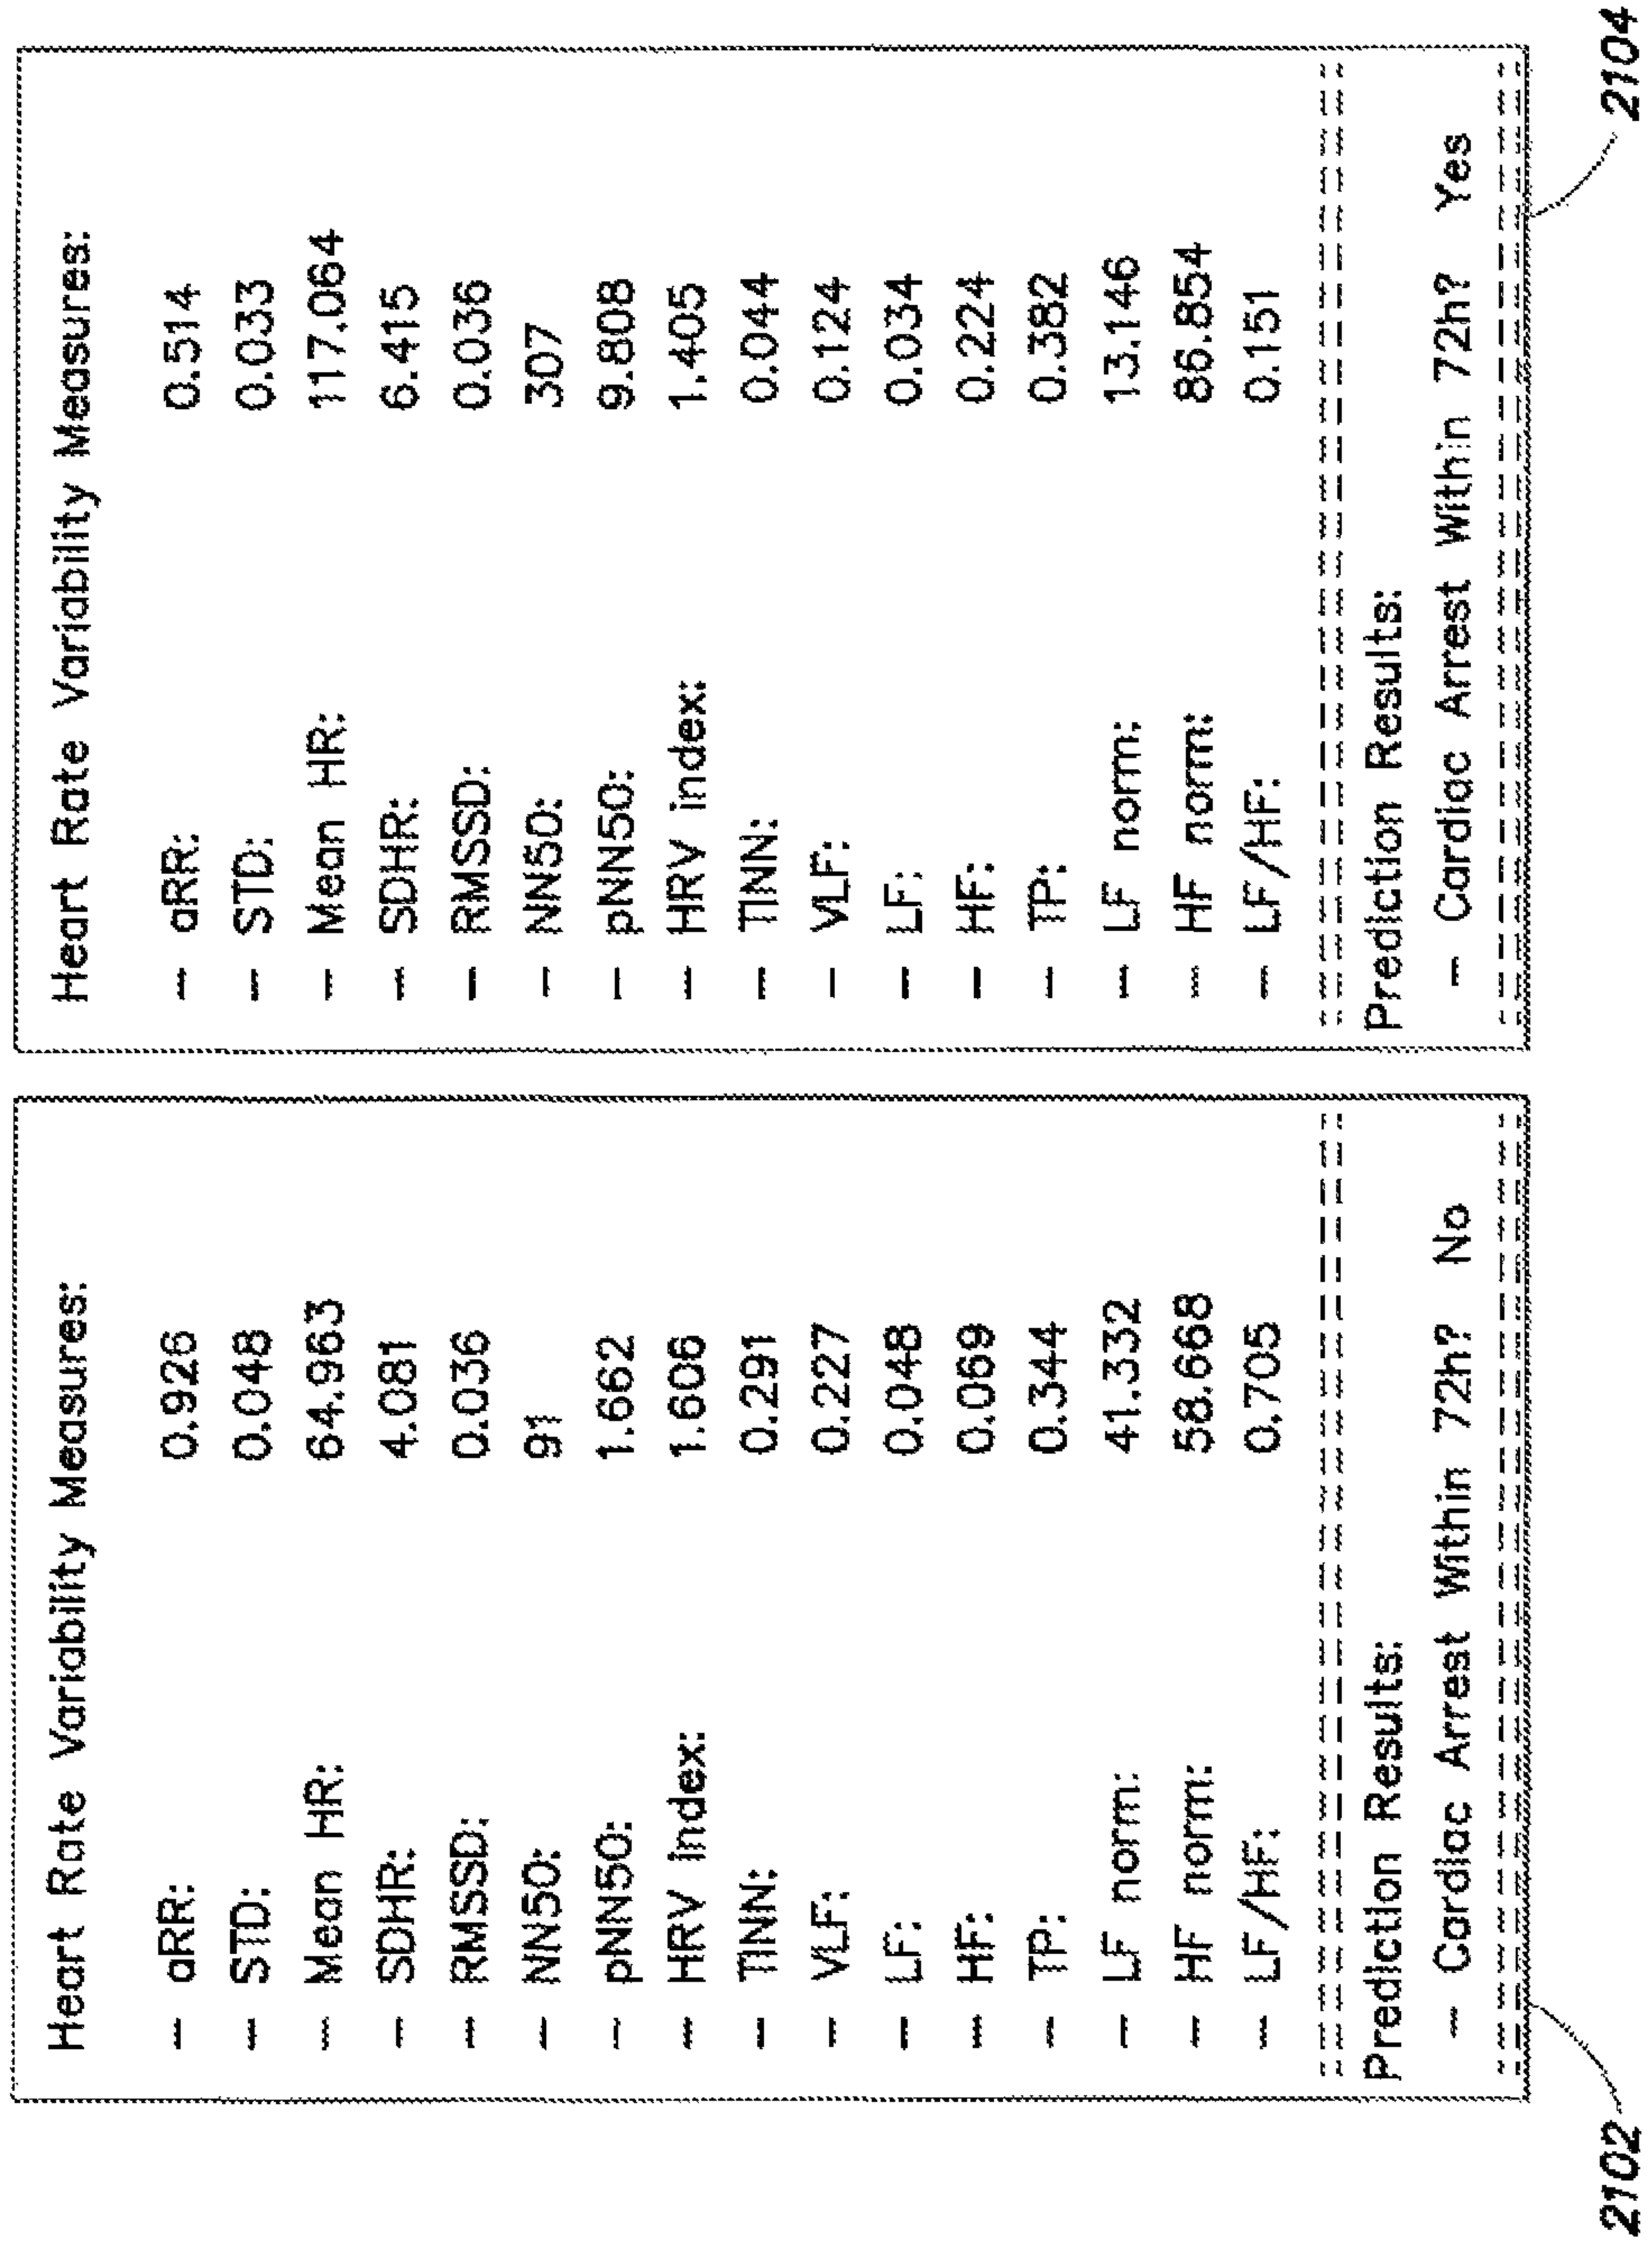 Heart Rate Variability Measures:
- aRR: 0.926
- STD: 0.048
- Mean HR: 64.963
- SDHR: 4.081
- RMSSD: 0.036
- NN50: 91
- pNN50: 1.662
- HRV Index: 1.606
- TINN: 0.291
- VLF: 0.227
- LF: 0.048
- HF: 0.069
- TP: 0.344
- LF norm: 41.332
- HF norm: 58.668
- LF/HF: 0.705
Prediction Results:
- Cardiac Arrest Within 72h? No
2102
Heart Rate Variability Measures:
- aRR: 0.514
- STD: 0.033
- Mean HR: 117.064
- SDHR: 6.415
- RMSSD: 0.036
- NN50: 307
- pNN50: 9.808
- HRV index: 1.405
- TINN: 0.044
- VLF: 0.124
- LF: 0.034
- HF: 0.224
- TP: 0.382
- LF norm: 13.146
- HF norm: 86.854
- LF/HF: 0.151
Prediction Results:
- Cardiac Arrest Within 72h? Yes
2104